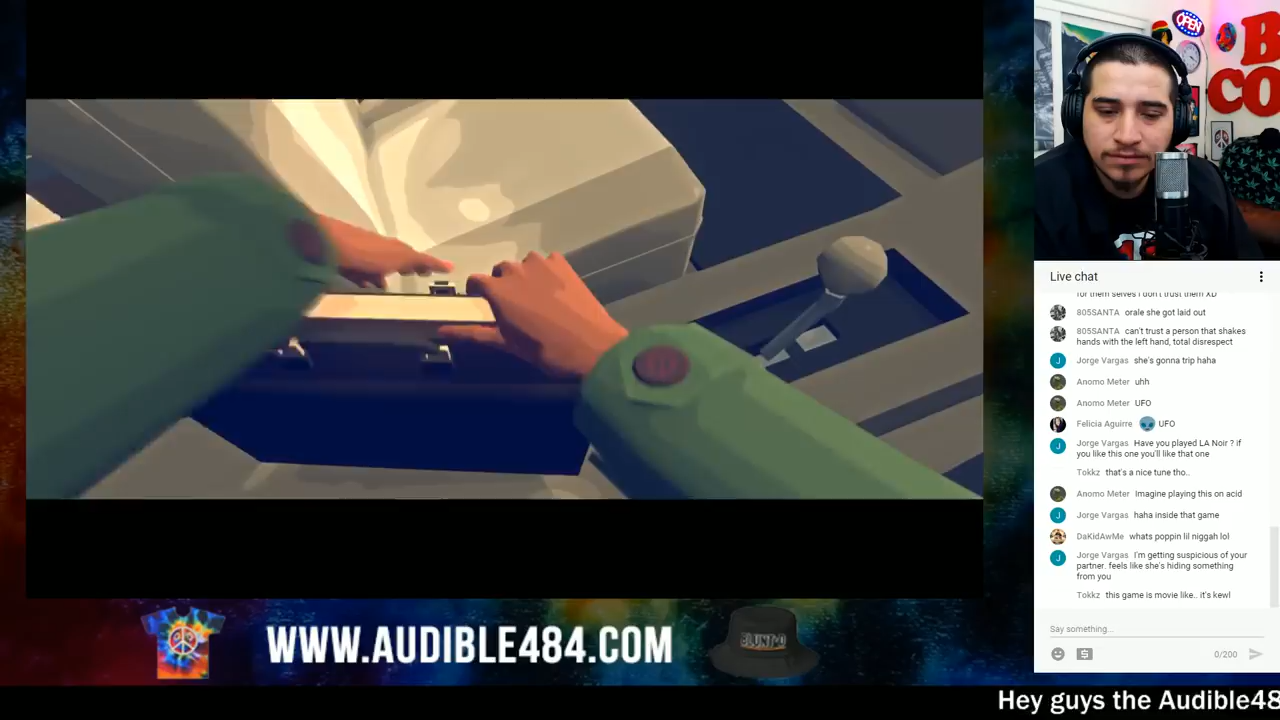 OPEN
B
CO
Live chat
for them selves I don't trust them XD
805SANTA orale she got laid out
805SANTA can't trust a person that shakes
hands with the left hand, total disrespect
J Jorge Vargas she's gonna trip haha
Anomo Meter uhh
Anomo Meter UFO
Felicia Aguirre 👽 UFO
J Jorge Vargas Have you played LA Noir ? if
you like this one you'll like that one
Tokkz that's a nice tune tho..
Anomo Meter Imagine playing this on acid
J Jorge Vargas haha inside that game
DaKidAwMe whats poppin lil niggah lol
J Jorge Vargas I'm getting suspicious of your
partner. feels like she's hiding something
from you
Tokkz this game is movie like.. it's kewl
Say something...
0/200
WWW.AUDIBLE484.COM
Hey guys the Audible48